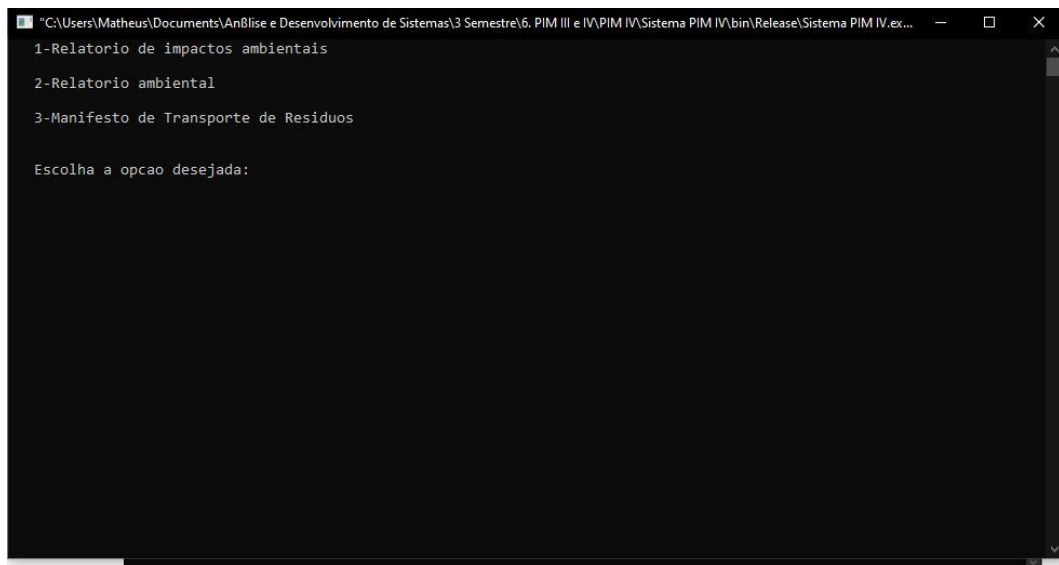 "C:\Users\Matheus\Documents\Anßlise e Desenvolvimento de Sistemas\3 Semestre\6. PIM III e IV\PIM IV\Sistema PIM IV\bin\Release\Sistema PIM IV.ex...
1-Relatorio de impactos ambientais
2-Relatorio ambiental
3-Manifesto de Transporte de Residuos
Escolha a opcao desejada: